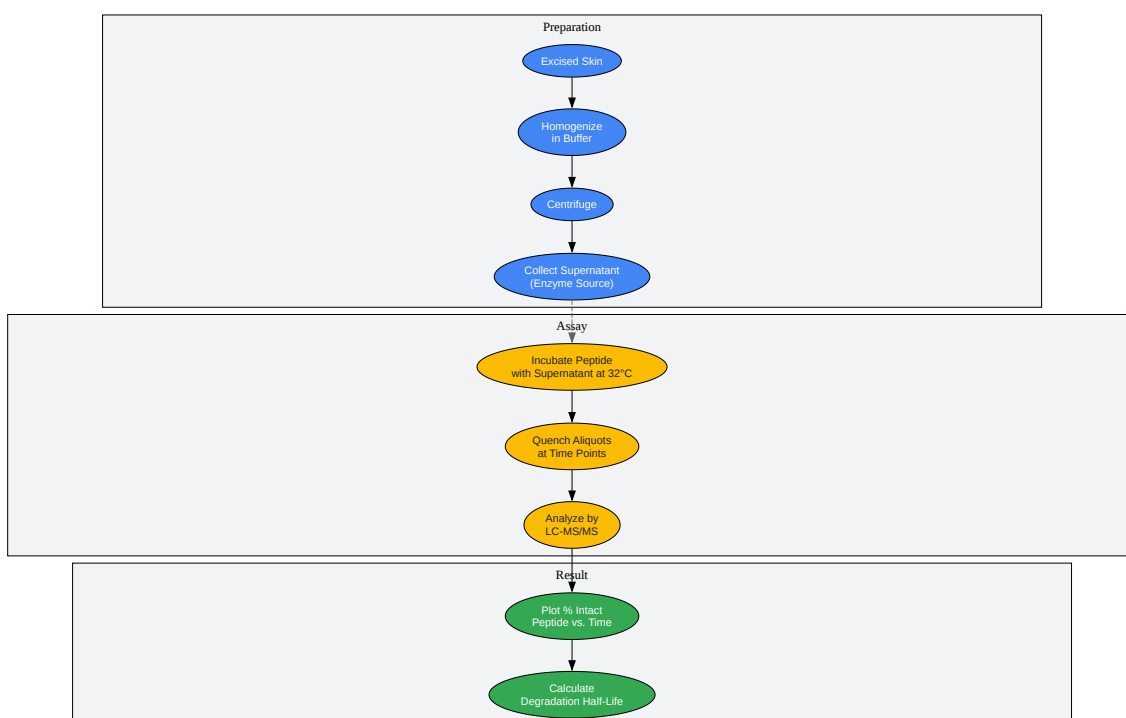 Preparation
Excised Skin
Homogenize
in Buffer
Centrifuge
Collect Supernatant
(Enzyme Source)
Assay
Incubate Peptide
with Supernatant at 32°C
Quench Aliquots
at Time Points
Analyze by
LC-MS/MS
Result
Plot % Intact
Peptide vs. Time
Calculate
Degradation Half-Life